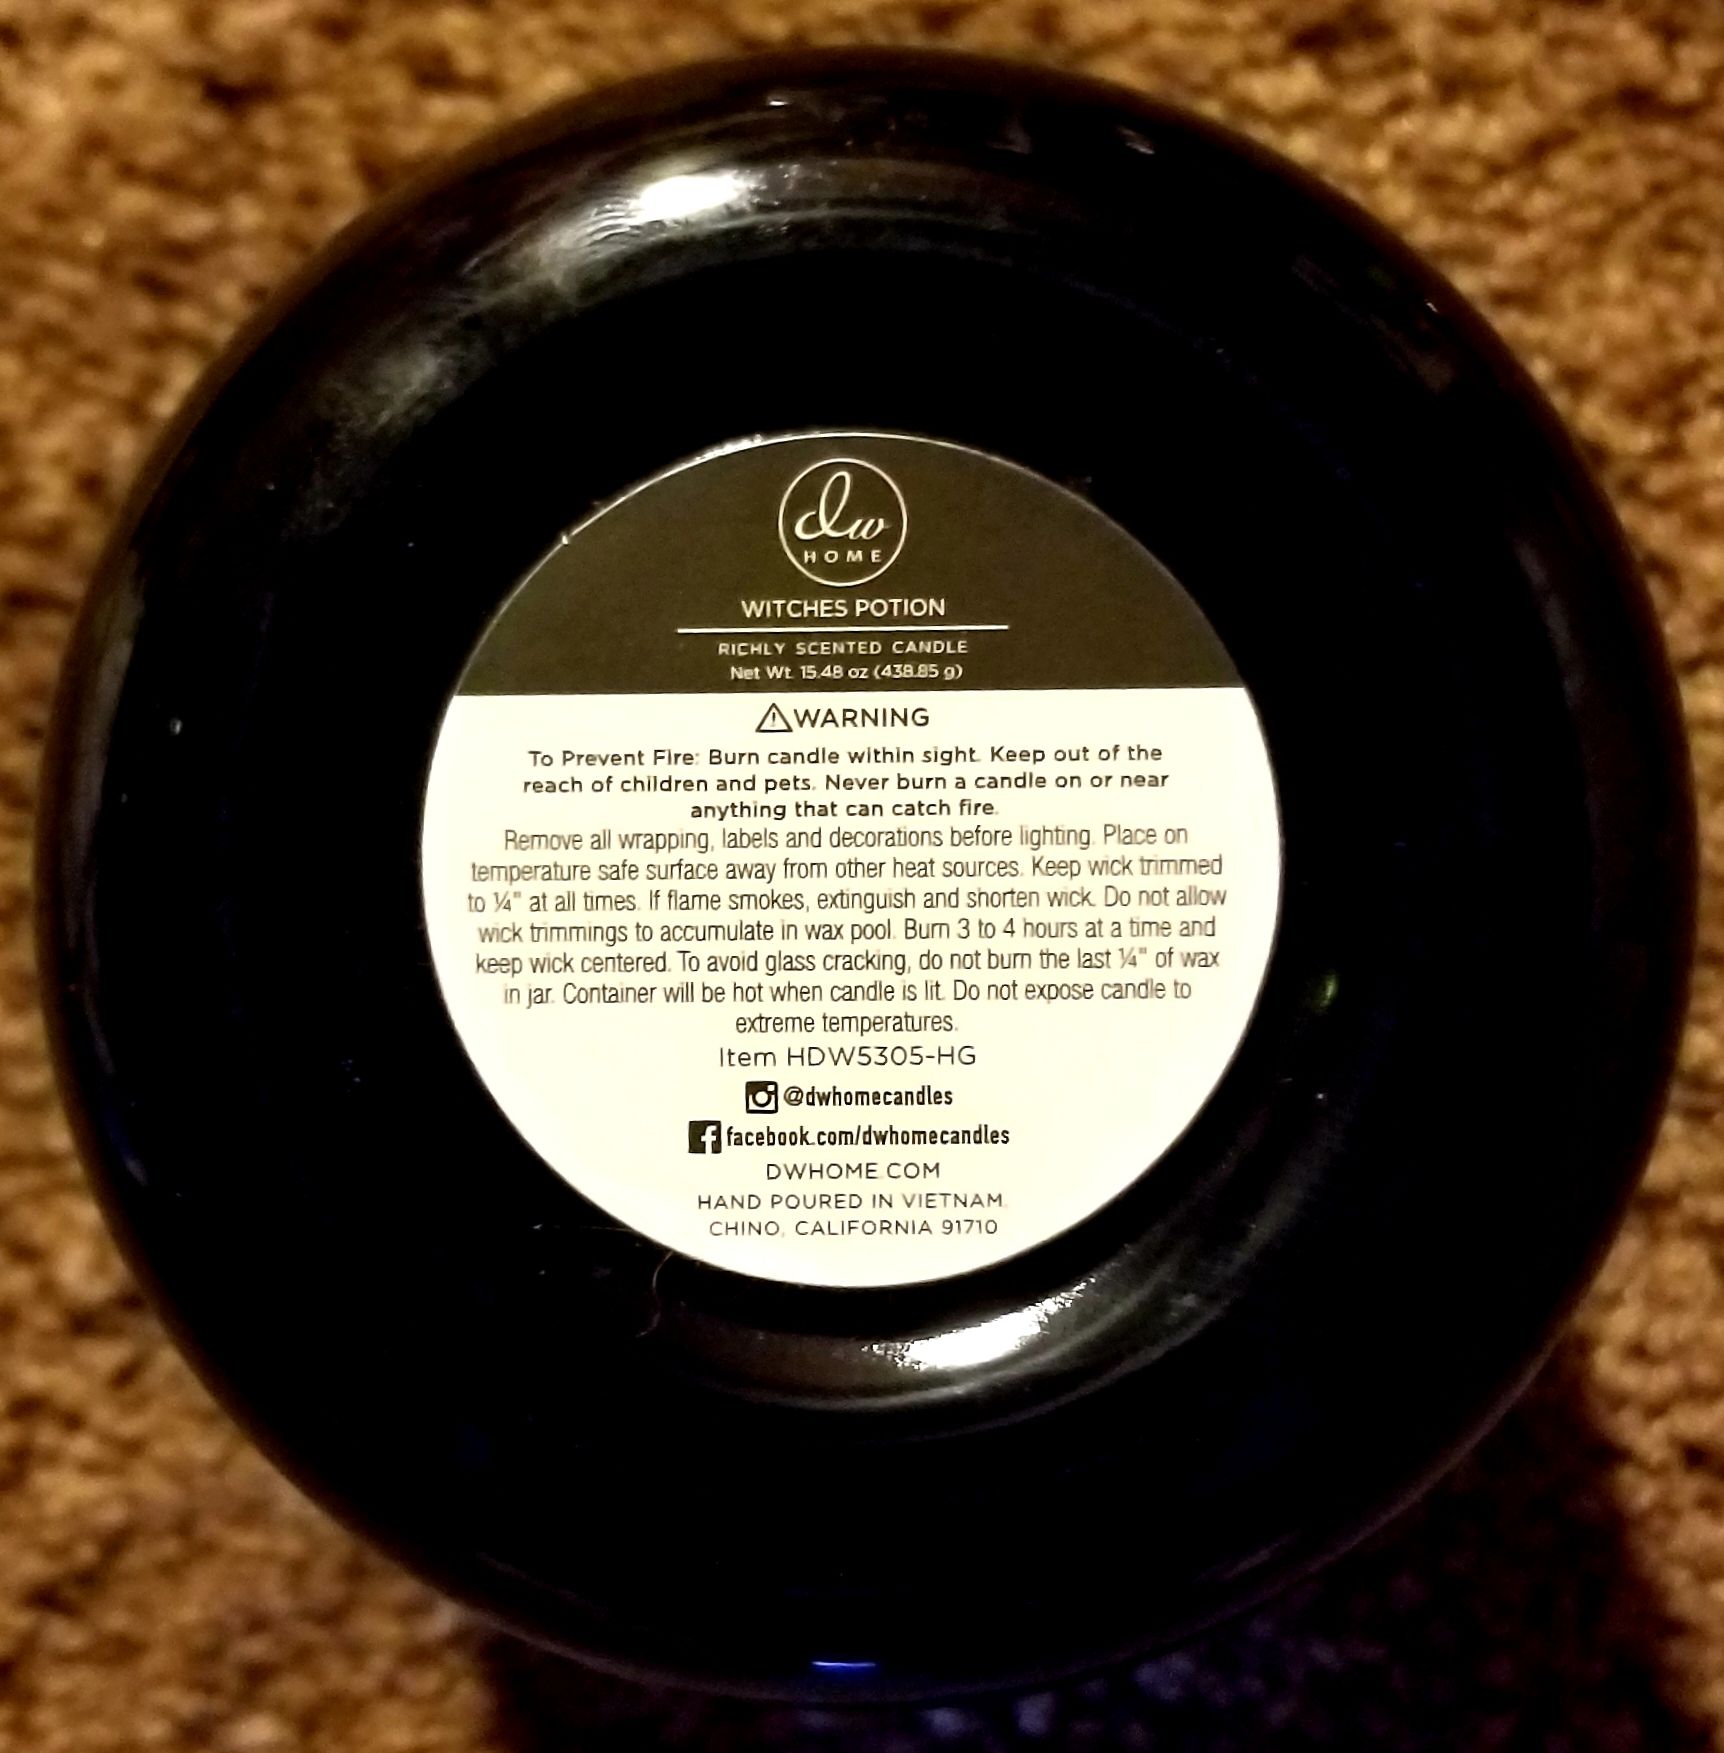 dw
HOME
WITCHES POTION
RICHLY SCENTED CANDLE
Net Wt. 15.48 oz (438.85 g)
⚠WARNING
To Prevent Fire: Burn candle within sight. Keep out of the
reach of children and pets. Never burn a candle on or near
anything that can catch fire.
Remove all wrapping, labels and decorations before lighting. Place on
temperature safe surface away from other heat sources. Keep wick trimmed
to ¼" at all times. If flame smokes, extinguish and shorten wick. Do not allow
wick trimmings to accumulate in wax pool. Burn 3 to 4 hours at a time and
keep wick centered. To avoid glass cracking, do not burn the last ¼" of wax
in jar. Container will be hot when candle is lit. Do not expose candle to
extreme temperatures.
Item HDW5305-HG
@dwhomecandles
facebook.com/dwhomecandles
DWHOME.COM
HAND POURED IN VIETNAM.
CHINO, CALIFORNIA 91710